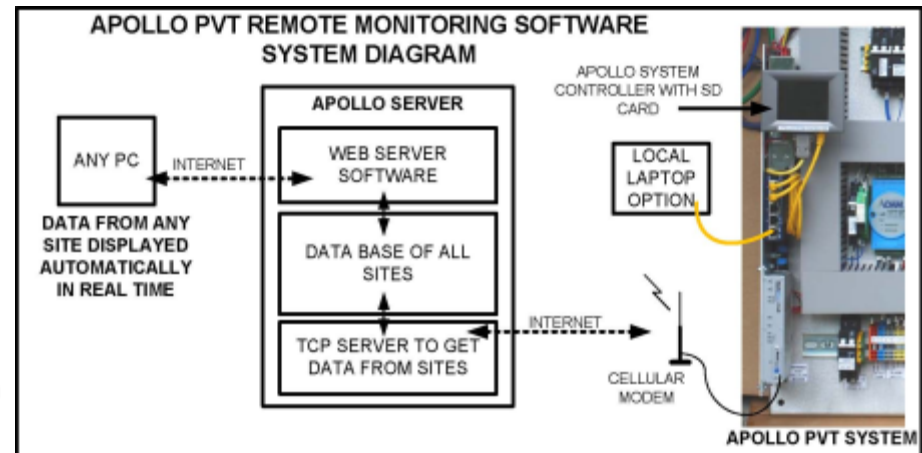 APOLLO PVT REMOTE MONITORING SOFTWARE
SYSTEM DIAGRAM
APOLLO SERVER
ANY PC
INTERNET
WEB SERVER
SOFTWARE
DATA FROM ANY
SITE DISPLAYED
AUTOMATICALLY
IN REAL TIME
DATA BASE OF ALL
SITES
TCP SERVER TO GET
DATA FROM SITES
INTERNET
APOLLO SYSTEM
CONTROLLER WITH SD
CARD
LOCAL
LAPTOP
OPTION
CELLULAR
MODEM
APOLLO PVT SYSTEM